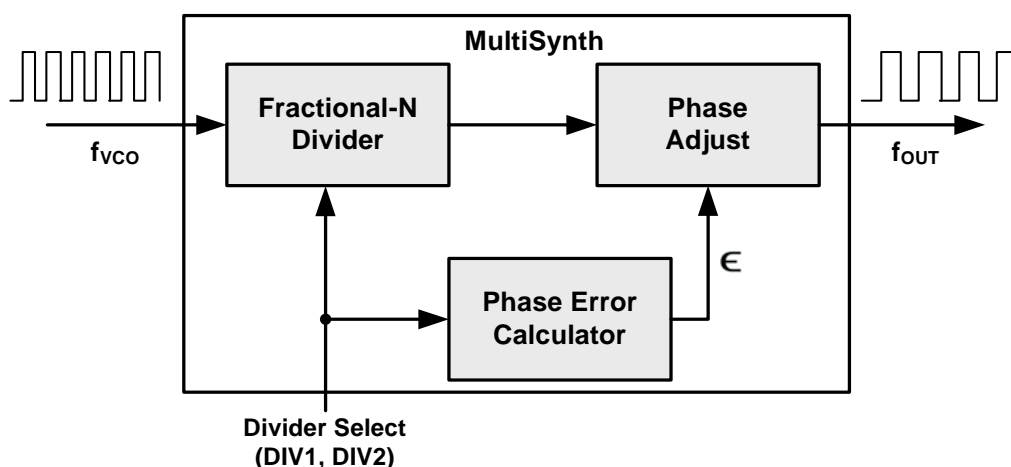 MultiSynth
Fractional-N
Divider
Phase
Adjust
fVCO
fOUT
ϵ
Phase Error
Calculator
Divider Select
(DIV1, DIV2)